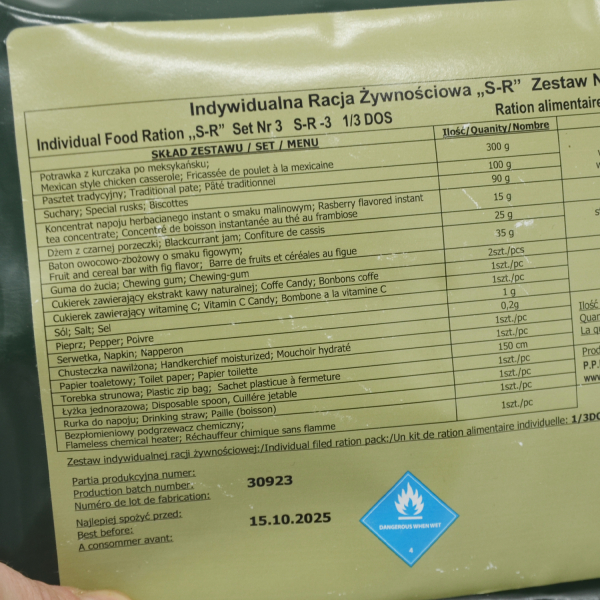 Indywidualna Racja Żywnościowa „S-R” Zestaw N
Individual Food Ration „S-R” Set Nr 3 S-R -3 1/3 DOS
Ration alimentaire
SKŁAD ZESTAWU / SET / MENU
Ilość/Quanity/Nombre
Potrawka z kurczaka po meksykańsku;
Mexican style chicken casserole; Fricassée de poulet à la mexicaine
300 g
Pasztet tradycyjny; Traditional pate; Pâté traditionnel
100 g
Suchary; Special rusks; Biscottes
90 g
Koncentrat napoju herbacianego instant o smaku malinowym; Rasberry flavored instant
tea concentrate; Concentré de boisson instantanée au thé au framboise
15 g
Dżem z czarnej porzeczki; Blackcurrant jam; Confiture de cassis
25 g
Baton owocowo-zbożowy o smaku figowym;
Fruit and cereal bar with fig flavor; Barre de fruits et céréales au figue
35 g
Guma do żucia; Chewing gum; Chewing-gum
2szt./pcs
Cukierek zawierający ekstrakt kawy naturalnej; Coffe Candy; Bonbons coffe
1szt./pc
Cukierek zawierający witaminę C; Vitamin C Candy; Bombone a la vitamine C
1szt./pc
Sól; Salt; Sel
1 g
Pieprz; Pepper; Poivre
0,2g
Serwetka, Napkin; Napperon
1szt./pc
Chusteczka nawilżona; Handkerchief moisturized; Mouchoir hydraté
1szt./pc
Papier toaletowy; Toilet paper; Papier toilette
150 cm
Torebka strunowa; Plastic zip bag; Sachet plasticue à fermeture
1szt./pc
Łyżka jednorazowa; Disposable spoon, Cuillére jetable
1szt./pc
Rurka do napoju; Drinking straw; Paille (boisson)
1szt./pc
Bezpłomieniowy podgrzewacz chemiczny;
Flameless chemical heater; Réchauffeur chimique sans flamme
1szt./pc
Ilość
Quan
La q
Prod
P.P.
www
Zestaw indywidualnej racji żywnościowej:/Individual filed ration pack:/Un kit de ration alimentaire individuelle: 1/3DO
Partia produkcyjna numer:
Production batch number.
Numéro de lot de fabrication:
30923
Najlepiej spożyć przed:
Best before:
A consommer avant:
15.10.2025
DANGEROUS WHEN WET
4